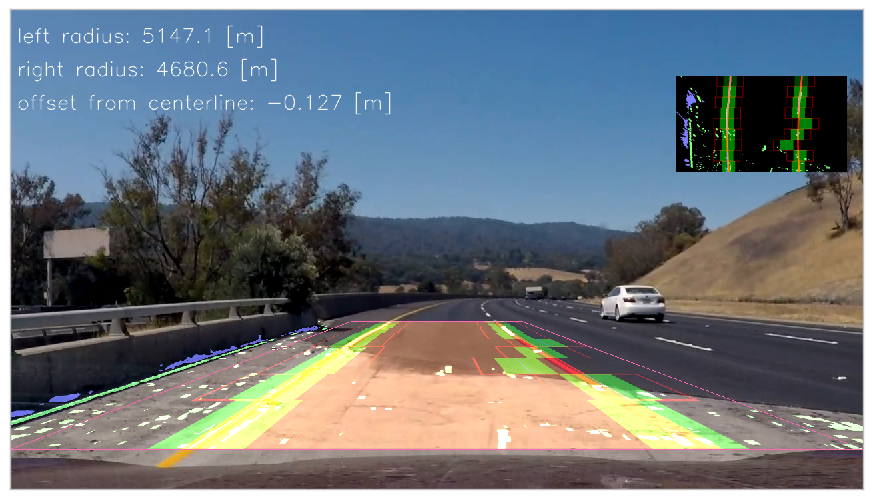 left radius: 5147.1 [m]
right radius: 4680.6 [m]
offset from centerline: −0.127 [m]